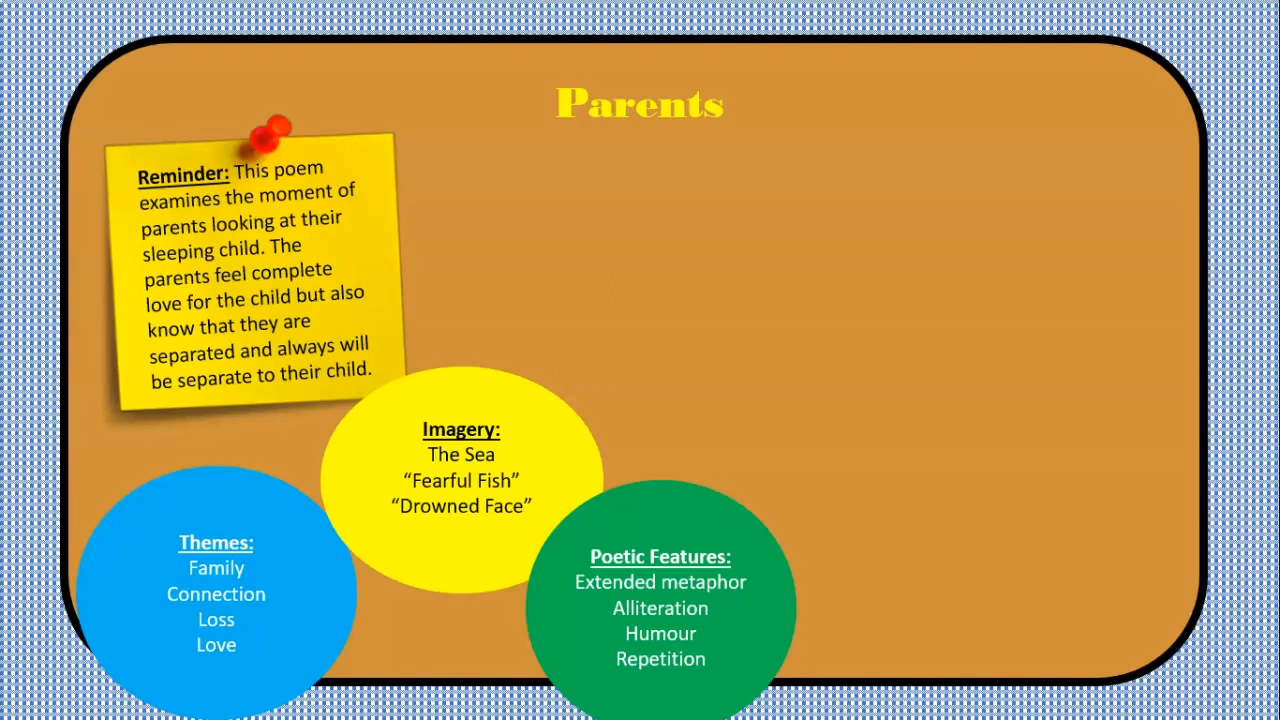 Parents
Reminder: This poem
examines the moment of
parents looking at their
sleeping child. The
parents feel complete
love for the child but also
know that they are
separated and always will
be separate to their child.
Imagery:
The Sea
“Fearful Fish”
“Drowned Face”
Themes:
Family
Connection
Loss
Love
Poetic Features:
Extended metaphor
Alliteration
Humour
Repetition